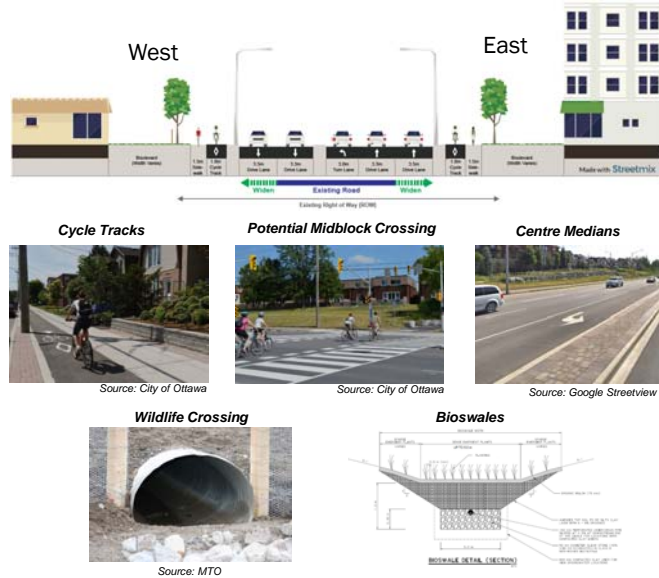 West
East
Boulevard
(Width Varies)
1.5m
Side-
walk
1.8m
Cycle
Track
3.5m
Drive Lane
3.5m
Drive Lane
3.5m
Turn Lane
3.5m
Drive Lane
3.5m
Drive Lane
1.8m
Cycle
Track
1.5m
Side-
walk
Boulevard
(Width Varies)
Made with Streetmix
Widen
Existing Road
Widen
Existing Right of Way (ROW)
Cycle Tracks
Potential Midblock Crossing
Centre Medians
Source: City of Ottawa
Source: City of Ottawa
Source: Google Streetview
Wildlife Crossing
Bioswales
Source: MTO
BIOSWALE DETAIL (SECTION)